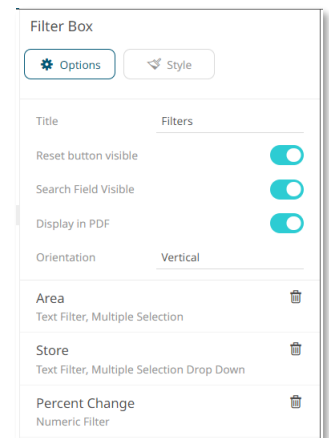 Filter Box
Options Style
Title Filters
Reset button visible
Search Field Visible
Display in PDF
Orientation Vertical
Area
Text Filter, Multiple Selection
Store
Text Filter, Multiple Selection Drop Down
Percent Change
Numeric Filter